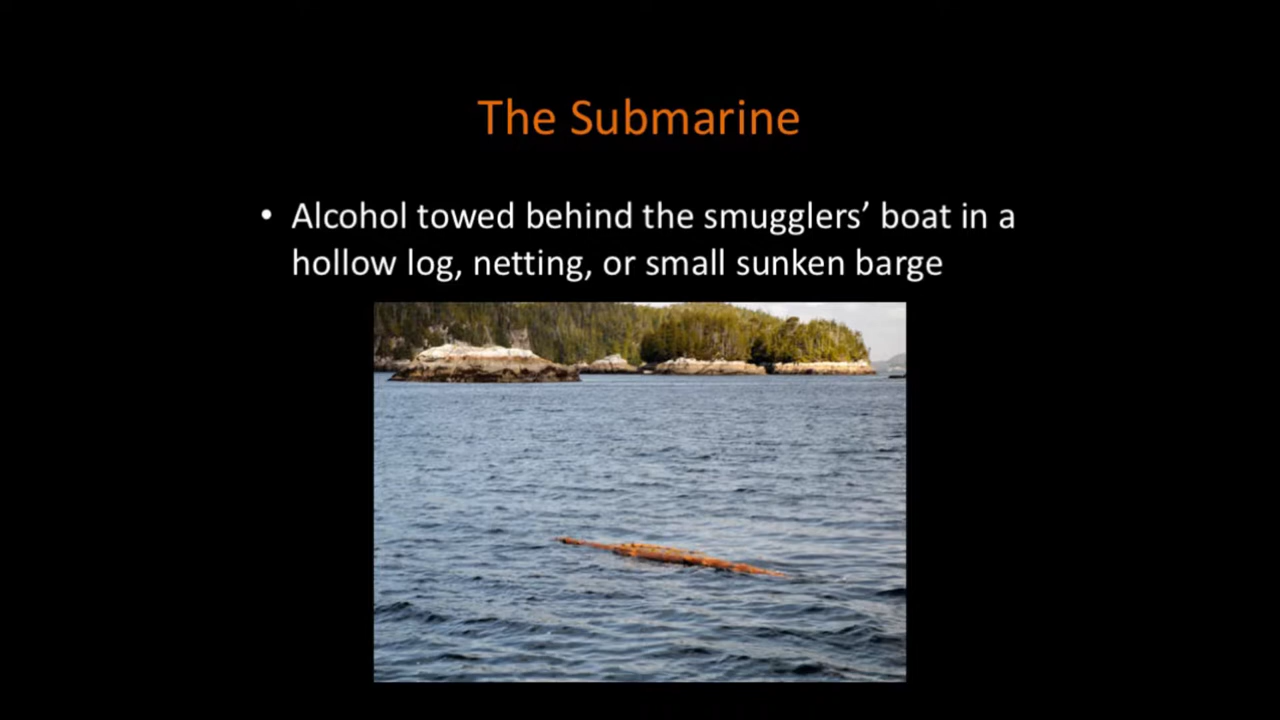 The Submarine
• Alcohol towed behind the smugglers’ boat in a
hollow log, netting, or small sunken barge